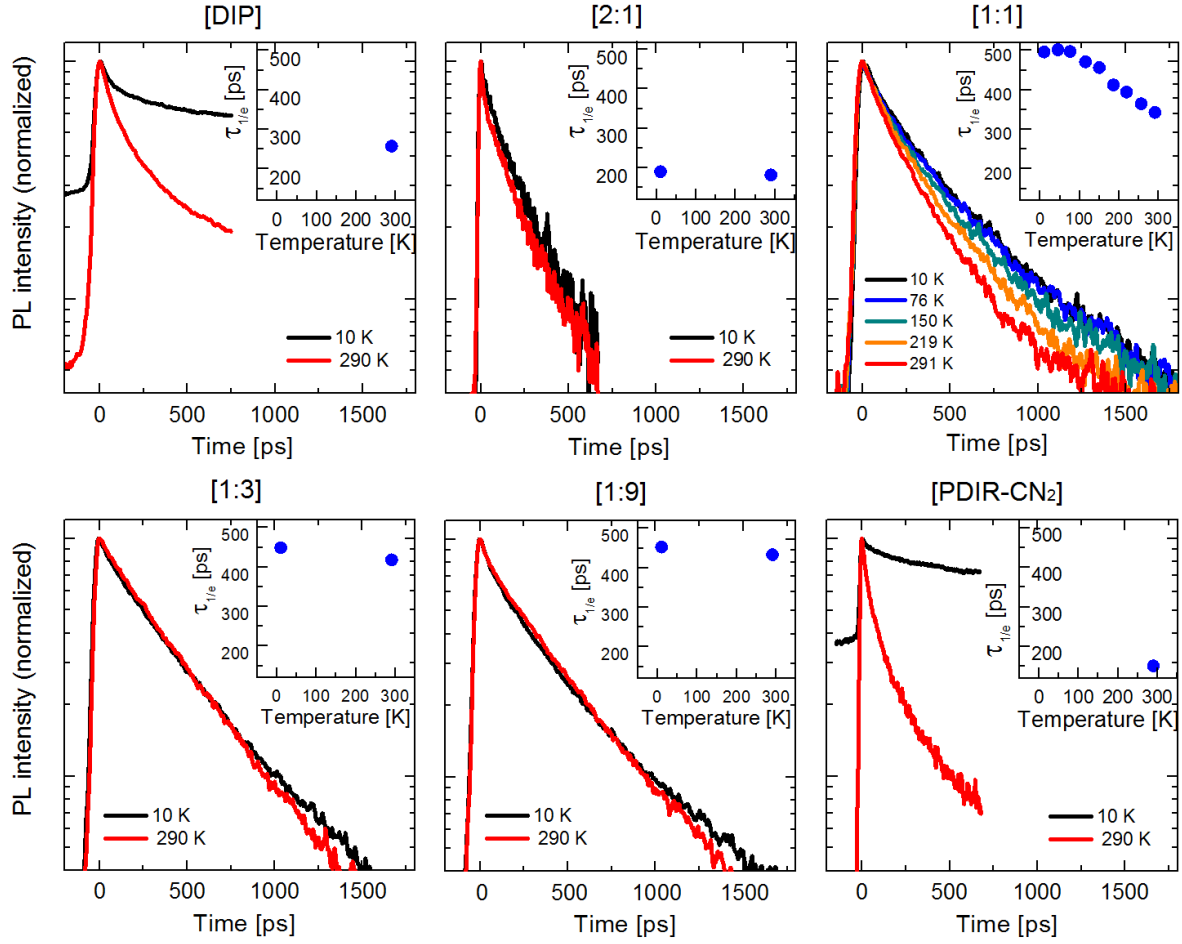 [DIP]
[2:1]
[1:1]
PL intensity (normalized)
500
400
300
200
τ1/e [ps]
0 100 200 300
Temperature [K]
10 K
290 K
0 500 1000 1500
Time [ps]
500
400
300
200
τ1/e [ps]
0 100 200 300
Temperature [K]
10 K
290 K
0 500 1000 1500
Time [ps]
500
400
300
200
τ1/e [ps]
0 100 200 300
Temperature [K]
10 K
76 K
150 K
219 K
291 K
0 500 1000 1500
Time [ps]
[1:3]
[1:9]
[PDIR-CN₂]
PL intensity (normalized)
500
400
300
200
τ1/e [ps]
0 100 200 300
Temperature [K]
10 K
290 K
0 500 1000 1500
Time [ps]
500
400
300
200
τ1/e [ps]
0 100 200 300
Temperature [K]
10 K
290 K
0 500 1000 1500
Time [ps]
500
400
300
200
τ1/e [ps]
0 100 200 300
Temperature [K]
10 K
290 K
0 500 1000 1500
Time [ps]